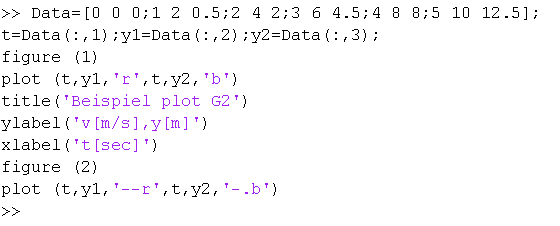 >> Data=[0 0 0;1 2 0.5;2 4 2;3 6 4.5;4 8 8;5 10 12.5];
t=Data(:,1);y1=Data(:,2);y2=Data(:,3);
figure (1)
plot (t,y1,'r',t,y2,'b')
title('Beispiel plot G2')
ylabel('v[m/s],y[m]')
xlabel('t[sec]')
figure (2)
plot (t,y1,'--r',t,y2,'-.b')
>>